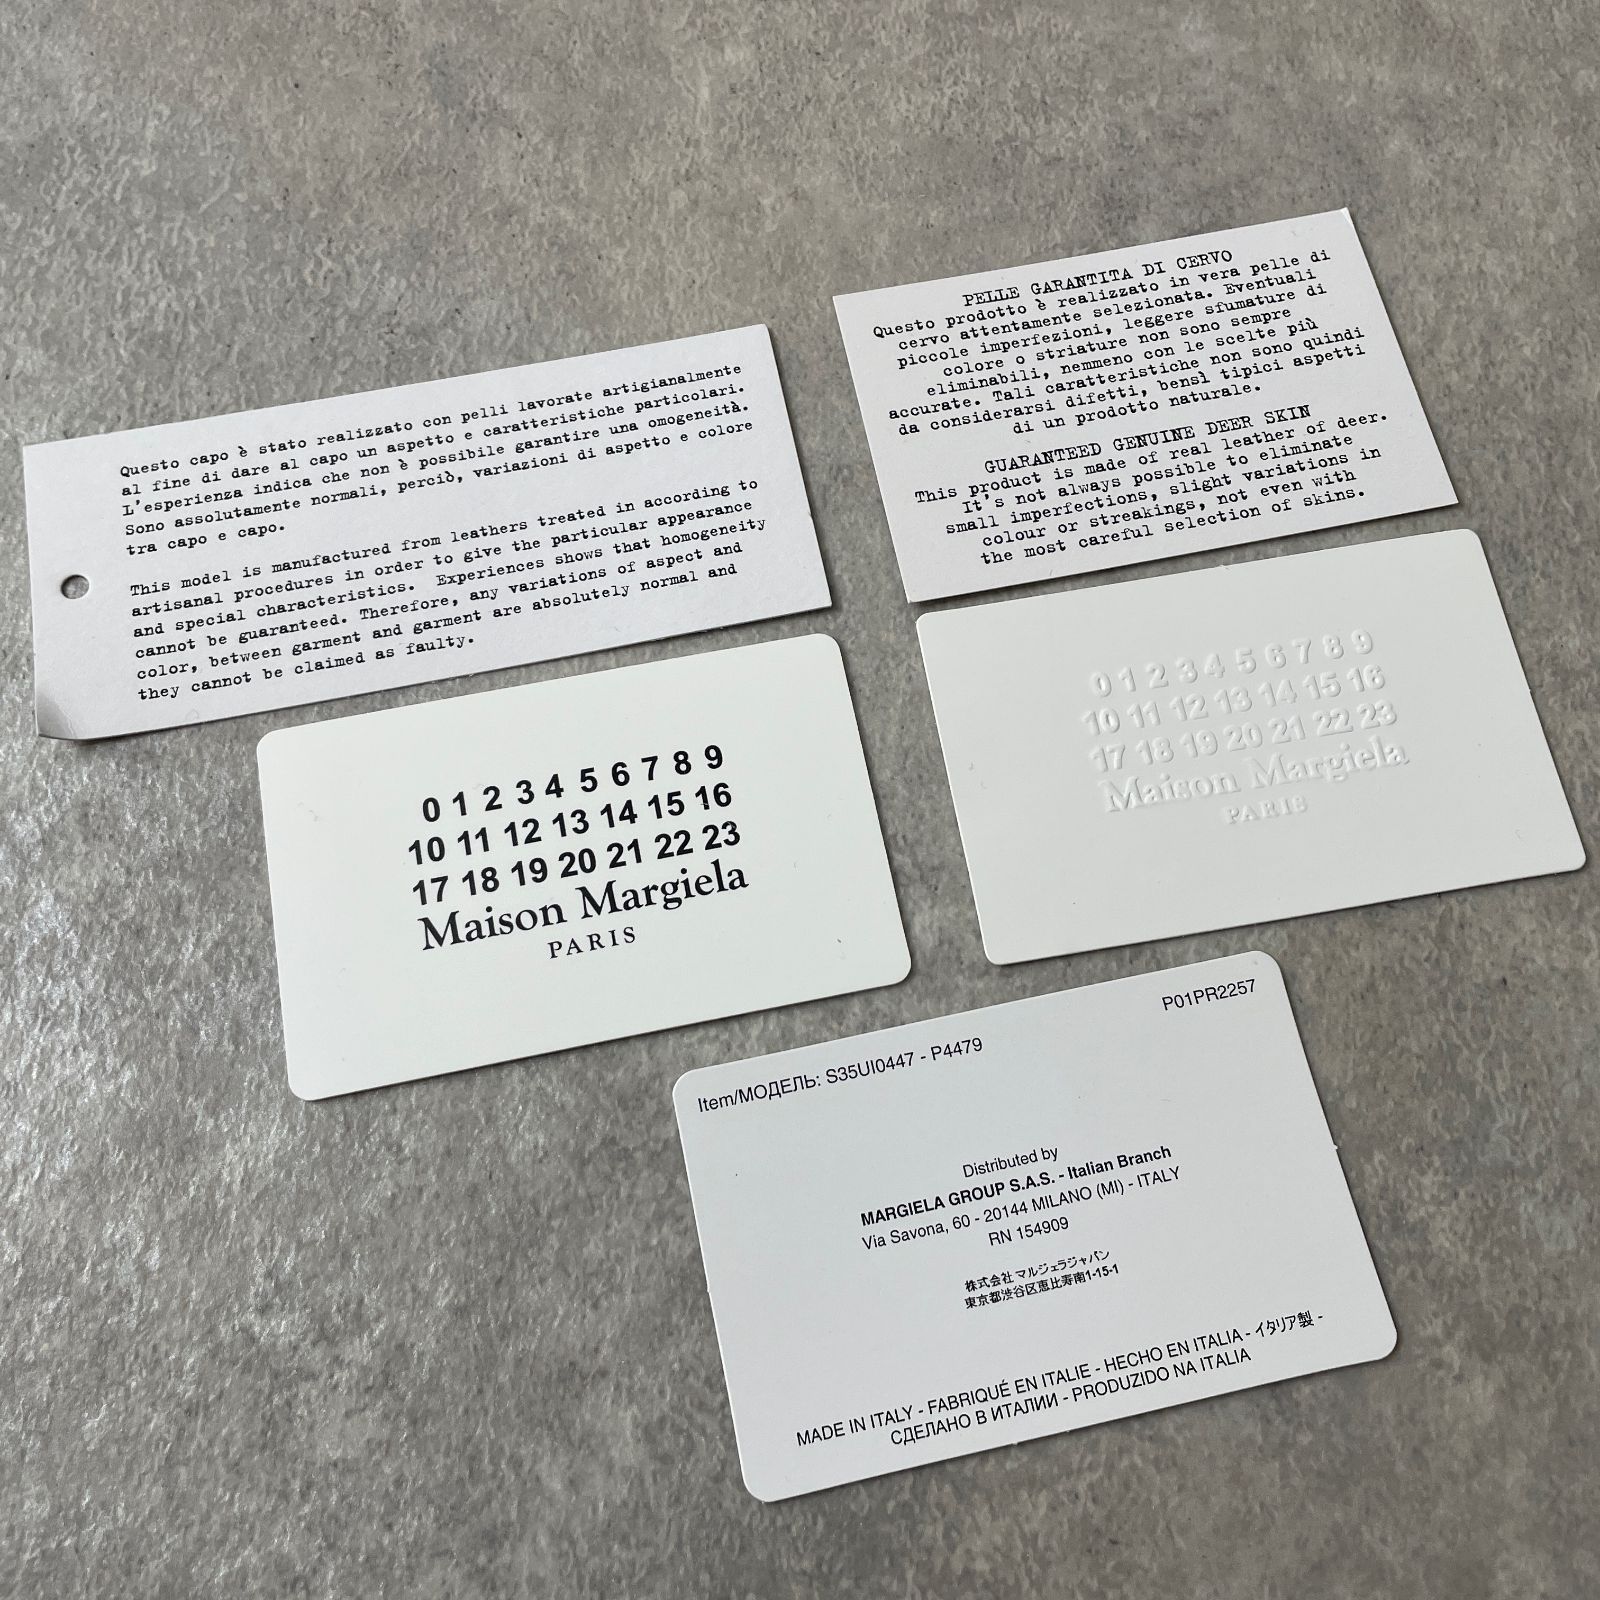 Questo capo è stato realizzato con pelli lavorate artigianalmente
al fine di dare al capo un aspetto e caratteristiche particolari.
L'esperienza indica che non è possibile garantire una omogeneità.
Sono assolutamente normali, perciò, variazioni di aspetto e colore
tra capo e capo.
This model is manufactured from leathers treated in according to
artisanal procedures in order to give the particular appearance
and special characteristics. Experiences shows that homogeneity
cannot be guaranteed. Therefore, any variations of aspect and
color, between garment and garment are absolutely normal and
they cannot be claimed as faulty.
PELLE GARANTITA DI CERVO
Questo prodotto è realizzato in vera pelle di
cervo attentamente selezionata. Eventuali
piccole imperfezioni, leggere sfumature di
colore o striature non sono sempre
eliminabili, nemmeno con le scelte più
accurate. Tali caratteristiche non sono quindi
da considerarsi difetti, bensì tipici aspetti
di un prodotto naturale.
GUARANTEED GENUINE DEER SKIN
This product is made of real leather of deer.
It's not always possible to eliminate
small imperfections, slight variations in
colour or streakings, not even with
the most careful selection of skins.
0 1 2 3 4 5 6 7 8 9
10 11 12 13 14 15 16
17 18 19 20 21 22 23
Maison Margiela
PARIS
0 1 2 3 4 5 6 7 8 9
10 11 12 13 14 15 16
17 18 19 20 21 22 23
Maison Margiela
PARIS
P01PR2257
Item/МОДЕЛЬ: S35UI0447 - P4479
Distributed by
MARGIELA GROUP S.A.S. - Italian Branch
Via Savona, 60 - 20144 MILANO (MI) - ITALY
RN 154909
株式会社 マルジェラジャパン
東京都渋谷区恵比寿南1-15-1
MADE IN ITALY - FABRIQUÉ EN ITALIE - HECHO EN ITALIA - イタリア製 -
СДЕЛАНО В ИТАЛИИ - PRODUZIDO NA ITALIA